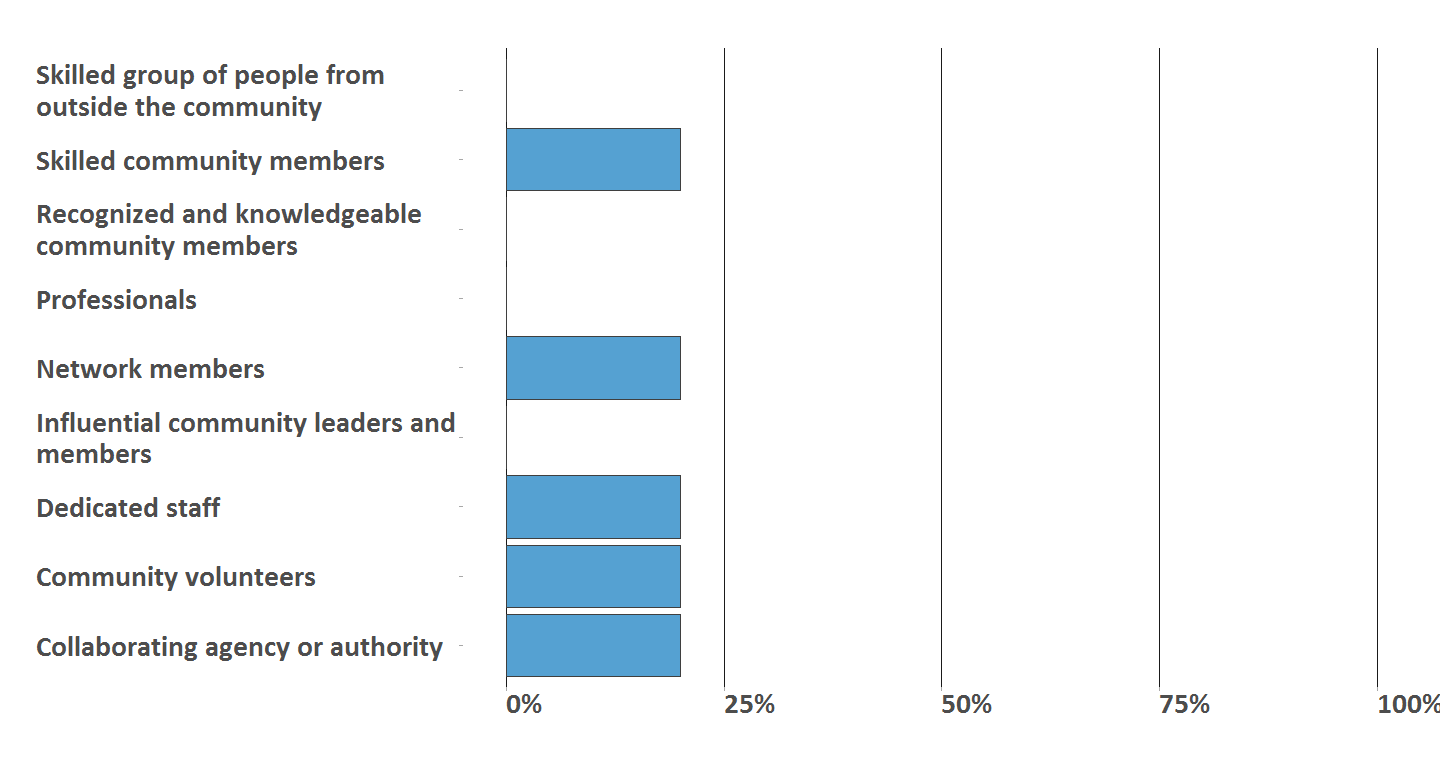 Skilled group of people from
outside the community
Skilled community members
Recognized and knowledgeable
community members
Professionals
Network members
Influential community leaders and
members
Dedicated staff
Community volunteers
Collaborating agency or authority
0% 25% 50% 75% 100%